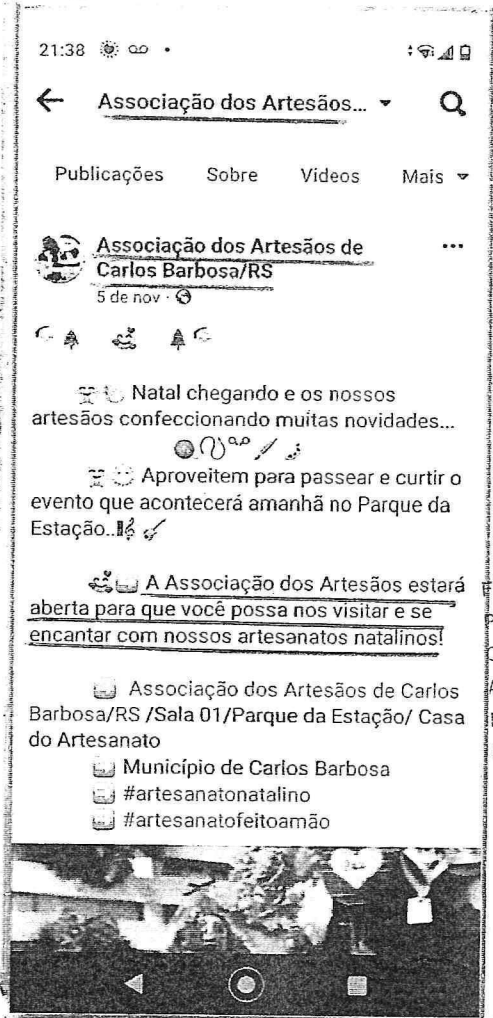 21:38
Associação dos Artesãos...
Publicações Sobre Videos Mais
Associação dos Artesãos de
Carlos Barbosa/RS
5 de nov ·
Natal chegando e os nossos
artesãos confeccionando muitas novidades...
Aproveitem para passear e curtir o
evento que acontecerá amanhã no Parque da
Estação..
A Associação dos Artesãos estará
aberta para que você possa nos visitar e se
encantar com nossos artesanatos natalinos!
Associação dos Artesãos de Carlos
Barbosa/RS /Sala 01/Parque da Estação/ Casa
do Artesanato
Município de Carlos Barbosa
#artesanatonatalino
#artesanatofeitoamão